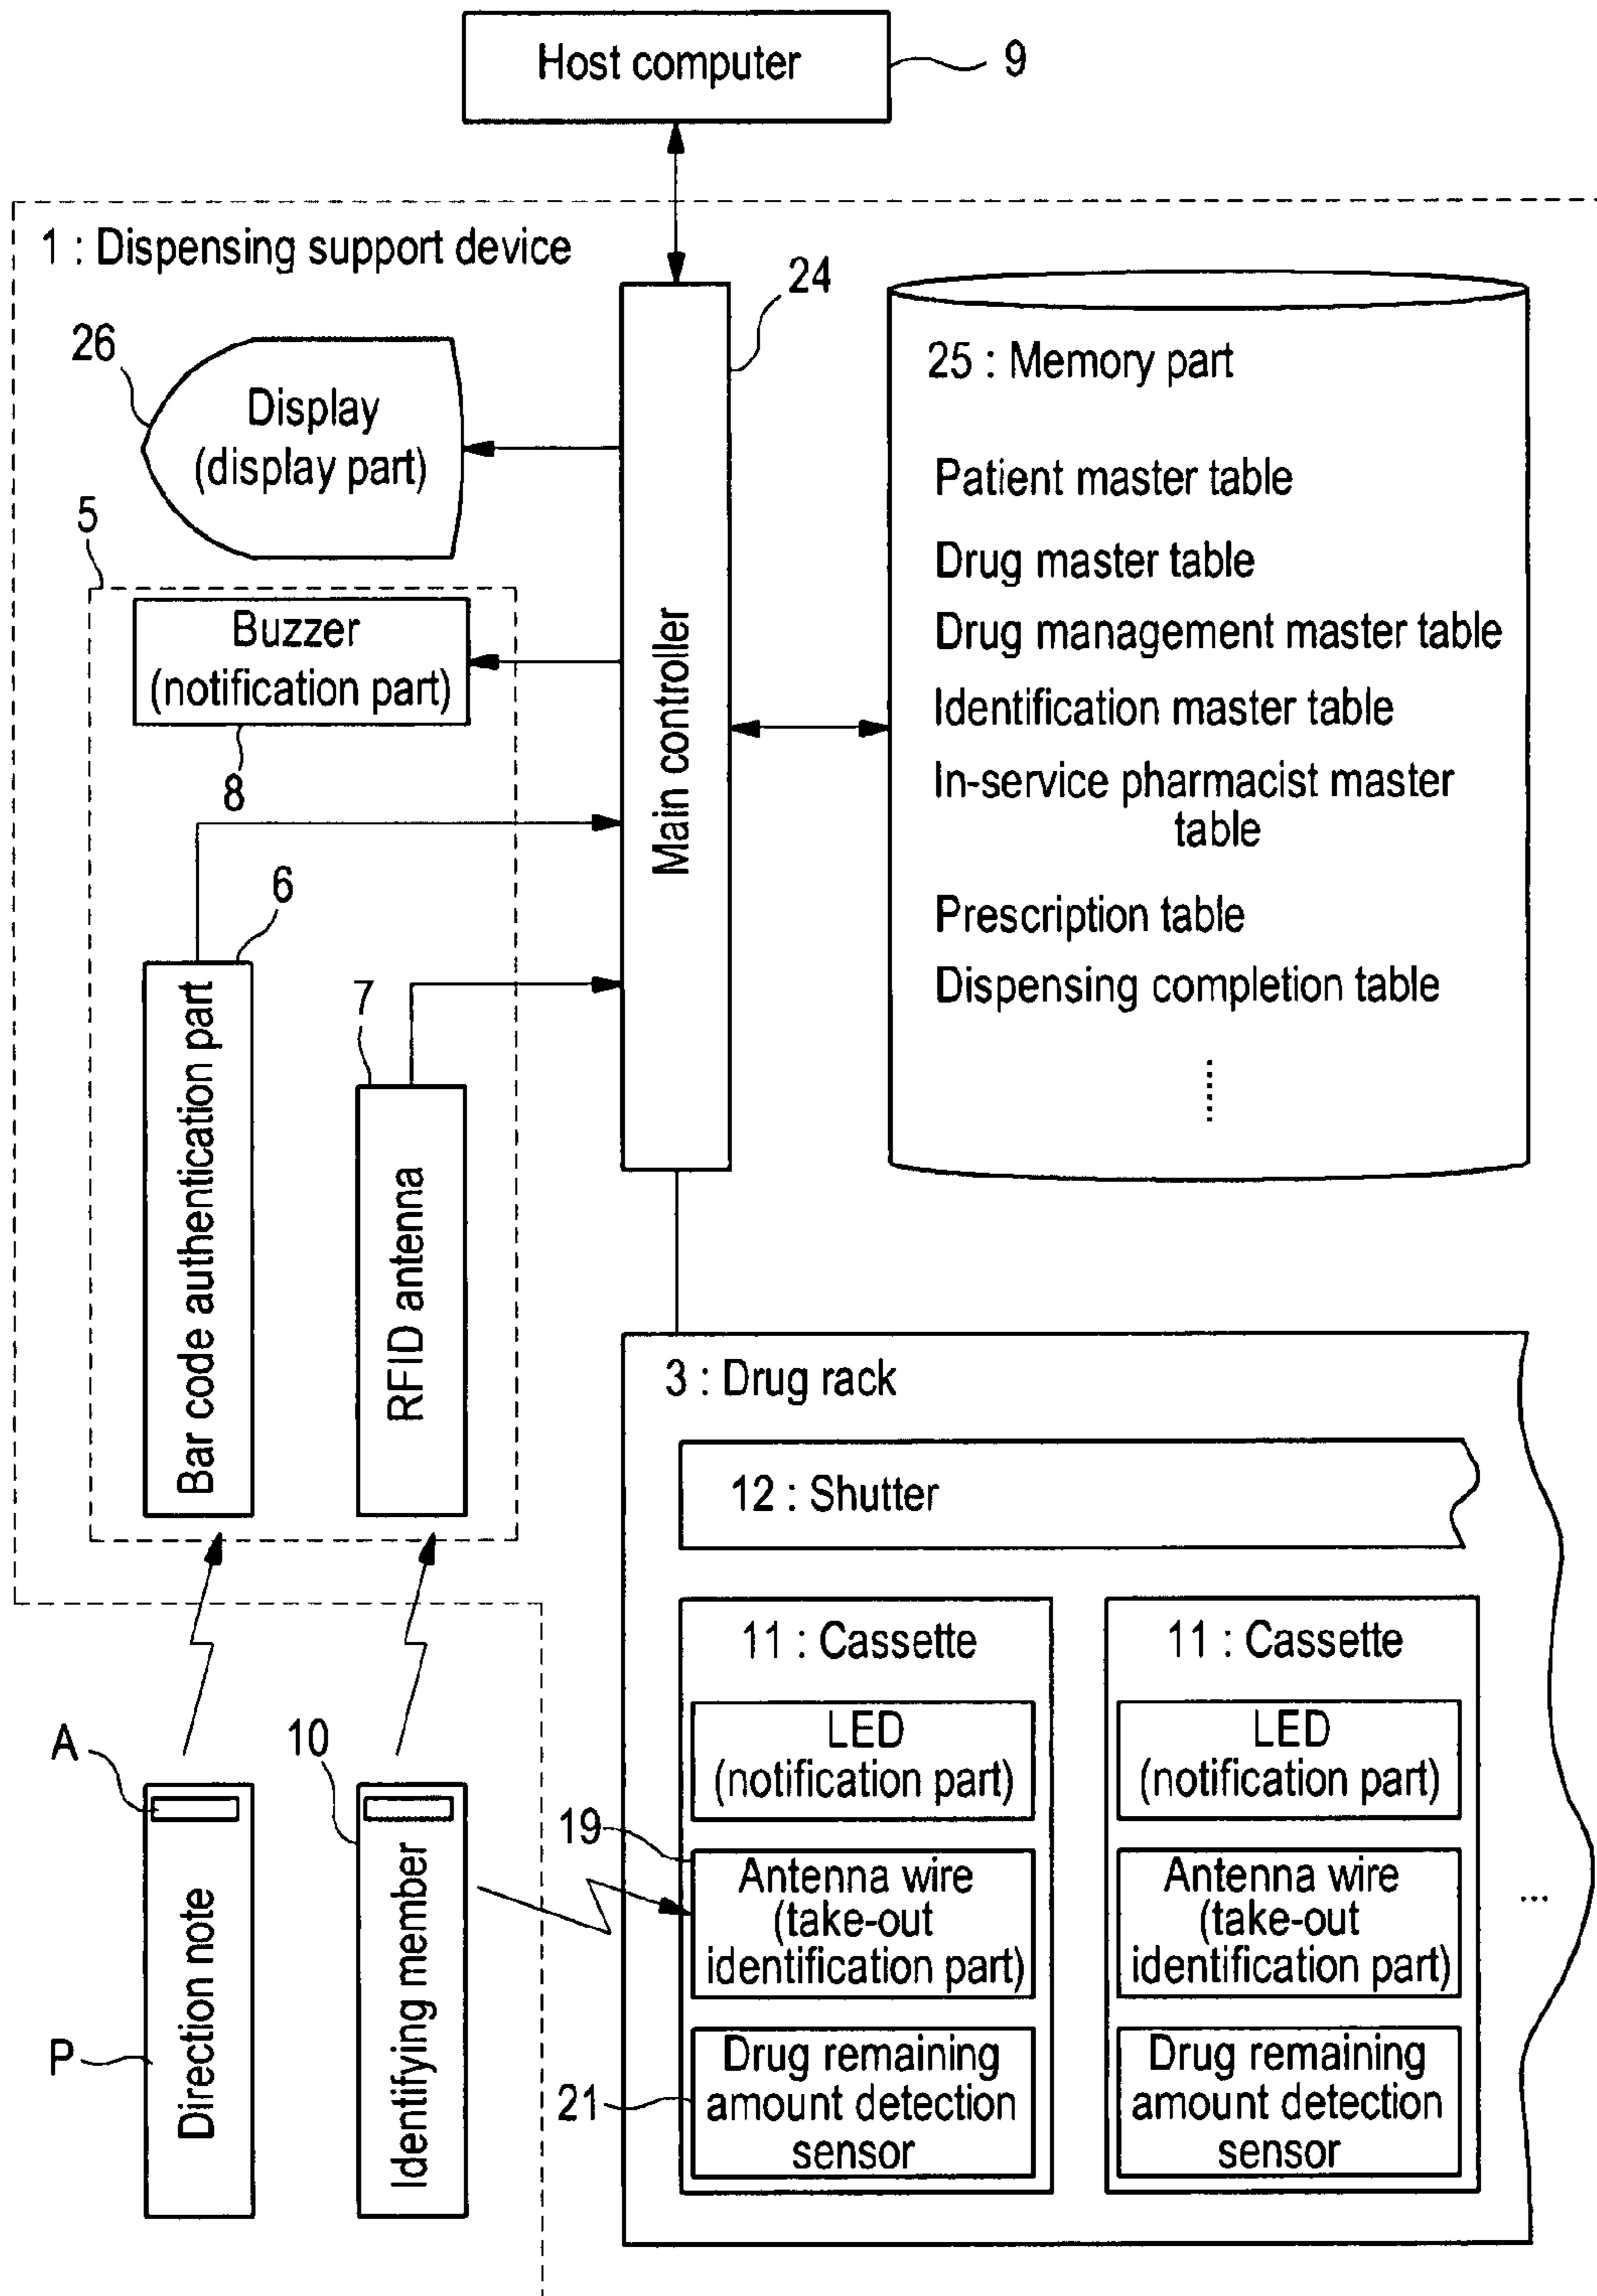 Host computer
9
1 : Dispensing support device
24
26
Display
(display part)
25 : Memory part
Patient master table
Drug master table
Drug management master table
Identification master table
In-service pharmacist master
table
Prescription table
Dispensing completion table
......
5
Buzzer
(notification part)
8
Main controller
6
Bar code authentication part
7
RFID antenna
3 : Drug rack
12 : Shutter
11 : Cassette
LED
(notification part)
19
Antenna wire
(take-out
identification part)
21
Drug remaining
amount detection
sensor
11 : Cassette
LED
(notification part)
Antenna wire
(take-out
identification part)
Drug remaining
amount detection
sensor
...
A
P
Direction note
10
Identifying member